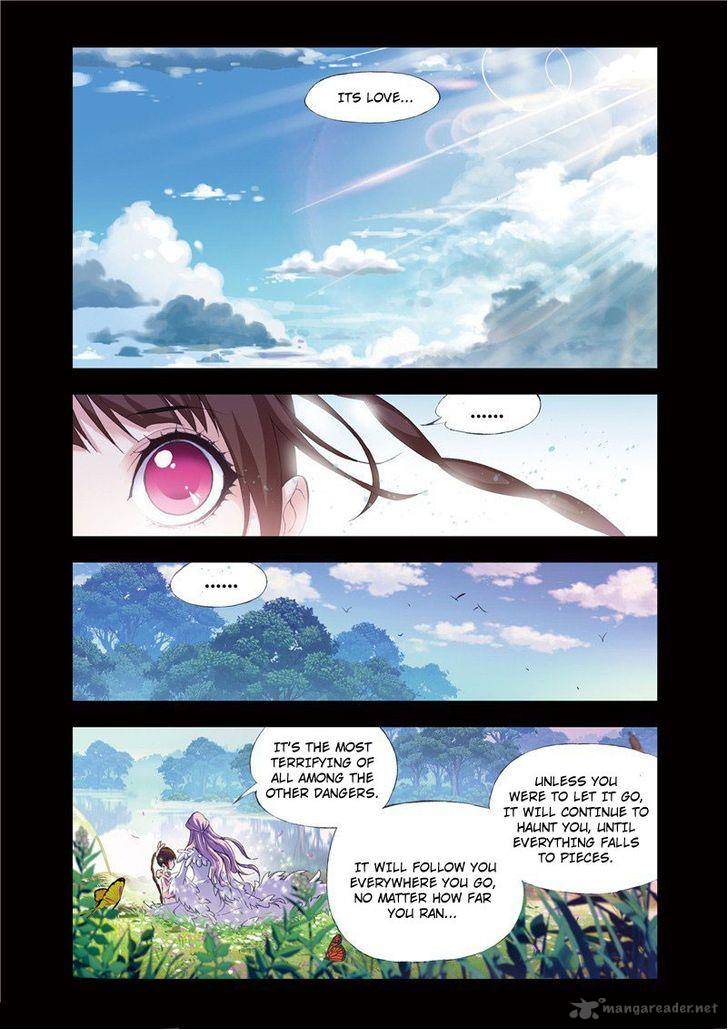 ITS LOVE...
......
......
IT'S THE MOST
TERRIFYING OF
ALL AMONG THE
OTHER DANGERS.
IT WILL FOLLOW YOU
EVERYWHERE YOU GO,
NO MATTER HOW FAR
YOU RAN...
UNLESS YOU
WERE TO LET IT GO,
IT WILL CONTINUE TO
HAUNT YOU, UNTIL
EVERYTHING FALLS
TO PIECES.
mangareader.net